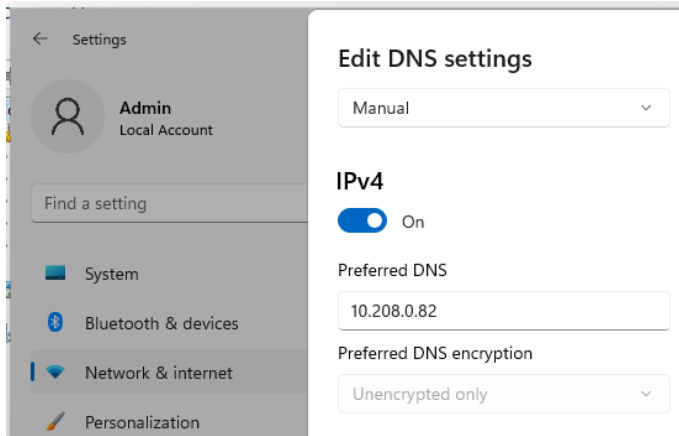 Settings
Admin
Local Account
Find a setting
System
Bluetooth & devices
Network & internet
Personalization
Edit DNS settings
Manual
IPv4
On
Preferred DNS
10.208.0.82
Preferred DNS encryption
Unencrypted only